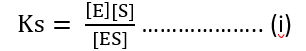 Ks = [E][S] / [ES] ………………. (i)